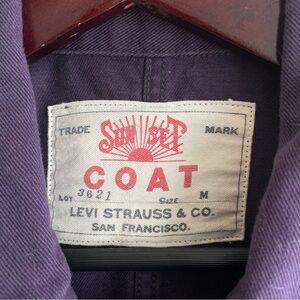 TRADE SUNSET MARK
COAT
LOT 3621 SIZE M
LEVI STRAUSS & CO.
SAN FRANCISCO.